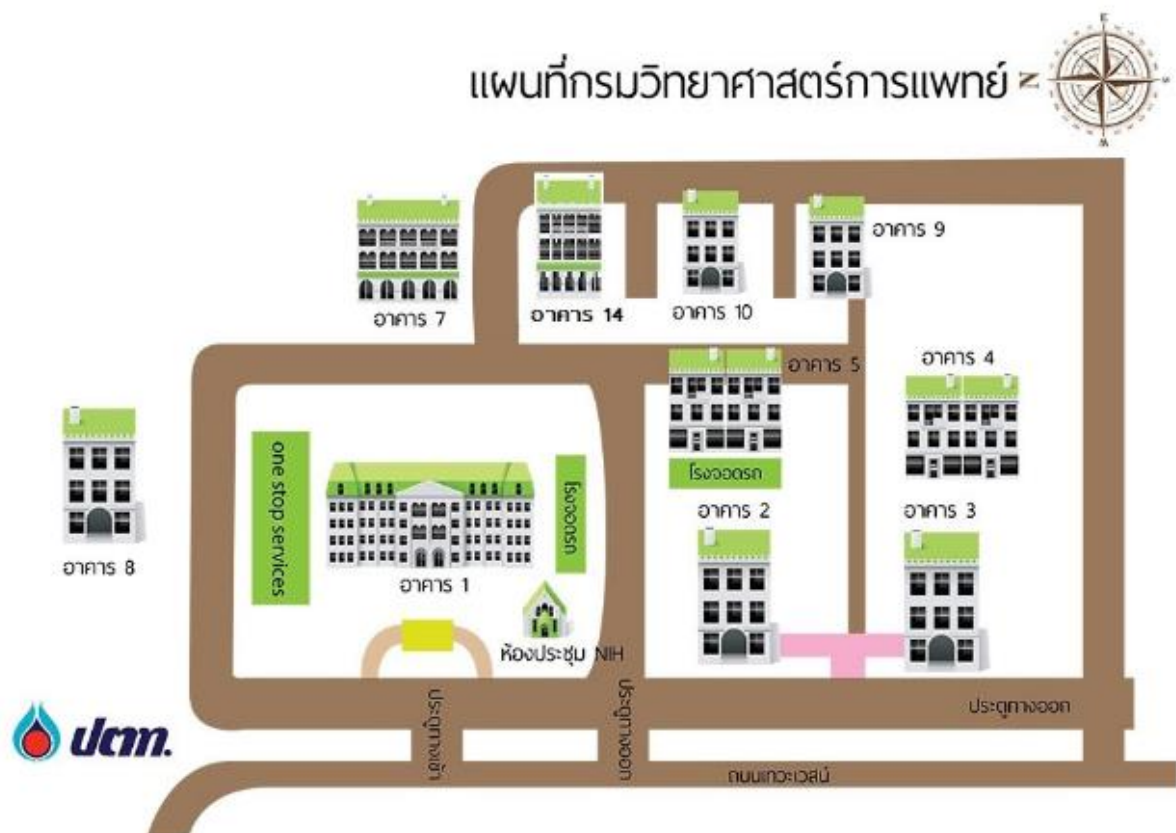 แผนที่กรมวิทยาศาสตร์การแพทย์
N
E
S
W
อาคาร 9
อาคาร 7
อาคาร 14
อาคาร 10
อาคาร 5
อาคาร 4
one stop services
โรงจอดรถ
โรงจอดรถ
อาคาร 2
อาคาร 3
อาคาร 8
อาคาร 1
ห้องประชุม NIH
ประตูทางเข้า
ประตูทางออก
ประตูทางออก
ปตท.
ถนนเทวะเวสน์